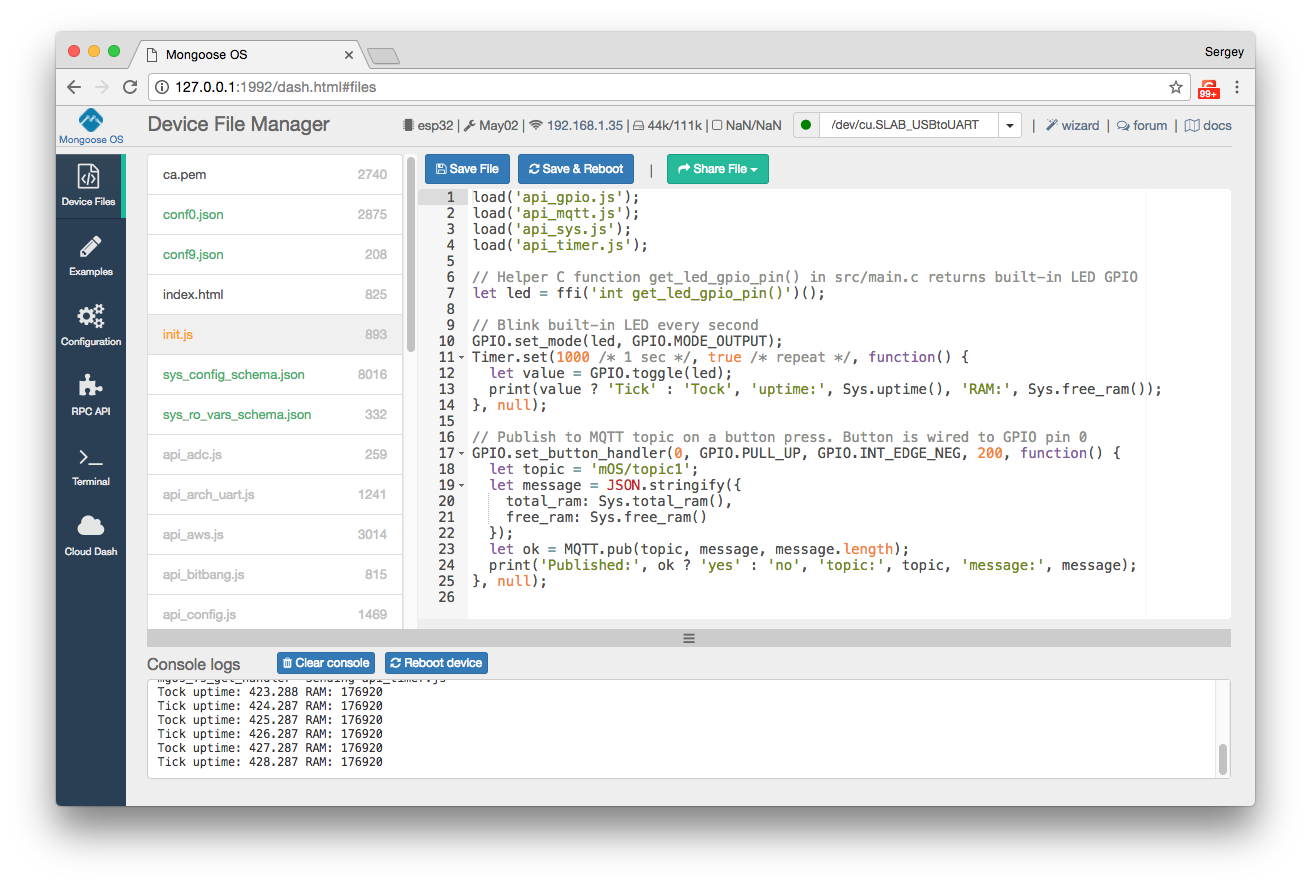 Mongoose OS
Sergey
127.0.0.1:1992/dash.html#files
99+
Mongoose OS
Device File Manager
esp32 | May02 | 192.168.1.35 | 44k/111k | NaN/NaN
/dev/cu.SLAB_USBtoUART
| wizard | forum | docs
Device Files
Examples
Configuration
RPC API
Terminal
Cloud Dash
ca.pem 2740
conf0.json 2875
conf9.json 208
index.html 825
init.js 893
sys_config_schema.json 8016
sys_ro_vars_schema.json 332
api_adc.js 259
api_arch_uart.js 1241
api_aws.js 3014
api_bitbang.js 815
api_config.js 1469
Save File Save & Reboot | Share File
1 load('api_gpio.js');
2 load('api_mqtt.js');
3 load('api_sys.js');
4 load('api_timer.js');
5
6 // Helper C function get_led_gpio_pin() in src/main.c returns built-in LED GPIO
7 let led = ffi('int get_led_gpio_pin()')();
8
9 // Blink built-in LED every second
10 GPIO.set_mode(led, GPIO.MODE_OUTPUT);
11 Timer.set(1000 /* 1 sec */, true /* repeat */, function() {
12 let value = GPIO.toggle(led);
13 print(value ? 'Tick' : 'Tock', 'uptime:', Sys.uptime(), 'RAM:', Sys.free_ram());
14 }, null);
15
16 // Publish to MQTT topic on a button press. Button is wired to GPIO pin 0
17 GPIO.set_button_handler(0, GPIO.PULL_UP, GPIO.INT_EDGE_NEG, 200, function() {
18 let topic = 'mOS/topic1';
19 let message = JSON.stringify({
20 total_ram: Sys.total_ram(),
21 free_ram: Sys.free_ram()
22 });
23 let ok = MQTT.pub(topic, message, message.length);
24 print('Published:', ok ? 'yes' : 'no', 'topic:', topic, 'message:', message);
25 }, null);
26
Console logs
Clear console
Reboot device
mgos_fs_get_handler Sending api_timer.js
Tock uptime: 423.288 RAM: 176920
Tick uptime: 424.287 RAM: 176920
Tock uptime: 425.287 RAM: 176920
Tick uptime: 426.287 RAM: 176920
Tock uptime: 427.287 RAM: 176920
Tick uptime: 428.287 RAM: 176920